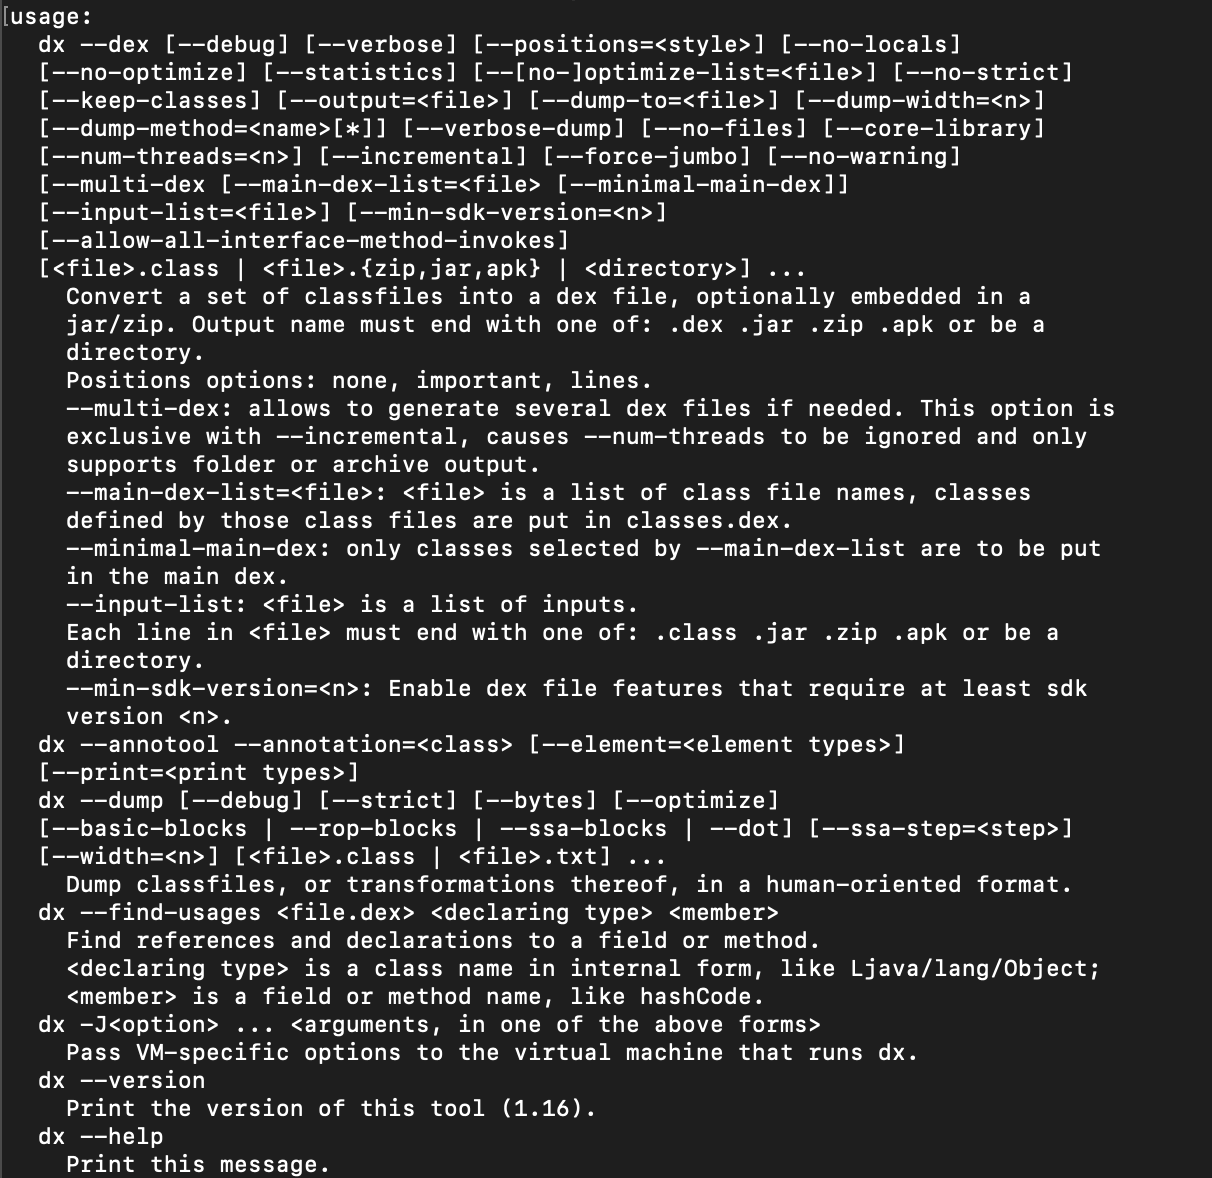 [usage:
  dx --dex [--debug] [--verbose] [--positions=<style>] [--no-locals]
  [--no-optimize] [--statistics] [--[no-]optimize-list=<file>] [--no-strict]
  [--keep-classes] [--output=<file>] [--dump-to=<file>] [--dump-width=<n>]
  [--dump-method=<name>[*]] [--verbose-dump] [--no-files] [--core-library]
  [--num-threads=<n>] [--incremental] [--force-jumbo] [--no-warning]
  [--multi-dex [--main-dex-list=<file> [--minimal-main-dex]]
  [--input-list=<file>] [--min-sdk-version=<n>]
  [--allow-all-interface-method-invokes]
  [<file>.class | <file>.{zip,jar,apk} | <directory>] ...
    Convert a set of classfiles into a dex file, optionally embedded in a
    jar/zip. Output name must end with one of: .dex .jar .zip .apk or be a
    directory.
    Positions options: none, important, lines.
    --multi-dex: allows to generate several dex files if needed. This option is
    exclusive with --incremental, causes --num-threads to be ignored and only
    supports folder or archive output.
    --main-dex-list=<file>: <file> is a list of class file names, classes
    defined by those class files are put in classes.dex.
    --minimal-main-dex: only classes selected by --main-dex-list are to be put
    in the main dex.
    --input-list: <file> is a list of inputs.
    Each line in <file> must end with one of: .class .jar .zip .apk or be a
    directory.
    --min-sdk-version=<n>: Enable dex file features that require at least sdk
    version <n>.
  dx --annotool --annotation=<class> [--element=<element types>]
  [--print=<print types>]
  dx --dump [--debug] [--strict] [--bytes] [--optimize]
  [--basic-blocks | --rop-blocks | --ssa-blocks | --dot] [--ssa-step=<step>]
  [--width=<n>] [<file>.class | <file>.txt] ...
    Dump classfiles, or transformations thereof, in a human-oriented format.
  dx --find-usages <file.dex> <declaring type> <member>
    Find references and declarations to a field or method.
    <declaring type> is a class name in internal form, like Ljava/lang/Object;
    <member> is a field or method name, like hashCode.
  dx -J<option> ... <arguments, in one of the above forms>
    Pass VM-specific options to the virtual machine that runs dx.
  dx --version
    Print the version of this tool (1.16).
  dx --help
    Print this message.